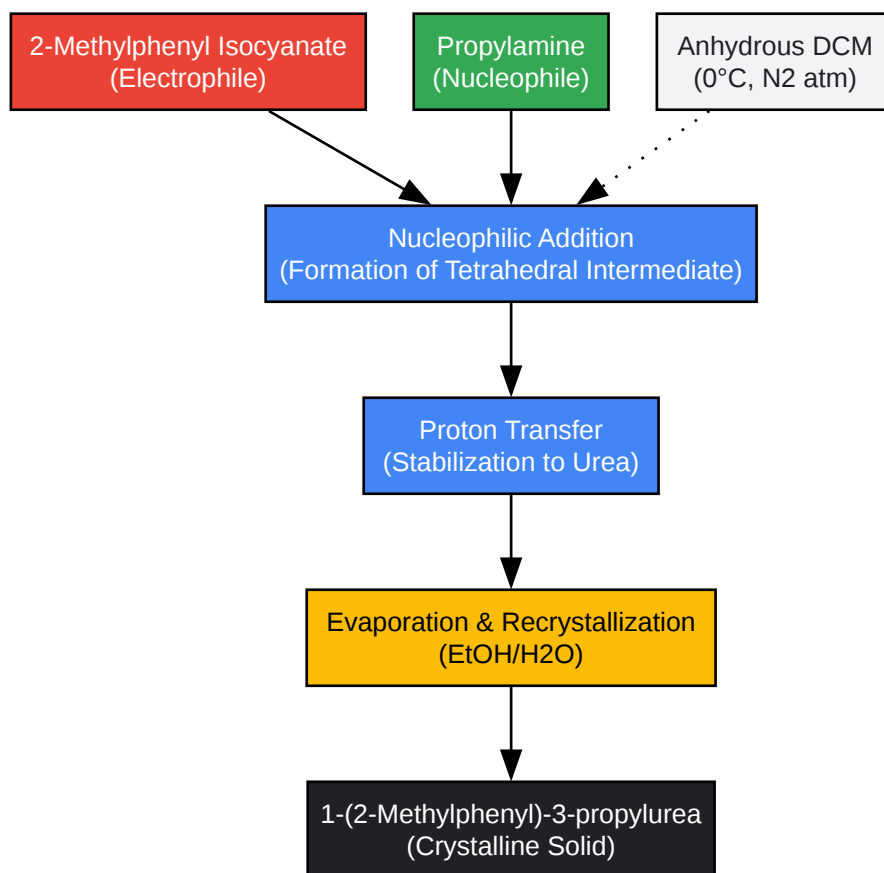 2-Methylphenyl Isocyanate
(Electrophile)
Propylamine
(Nucleophile)
Anhydrous DCM
(0°C, N2 atm)
Nucleophilic Addition
(Formation of Tetrahedral Intermediate)
Proton Transfer
(Stabilization to Urea)
Evaporation & Recrystallization
(EtOH/H2O)
1-(2-Methylphenyl)-3-propylurea
(Crystalline Solid)